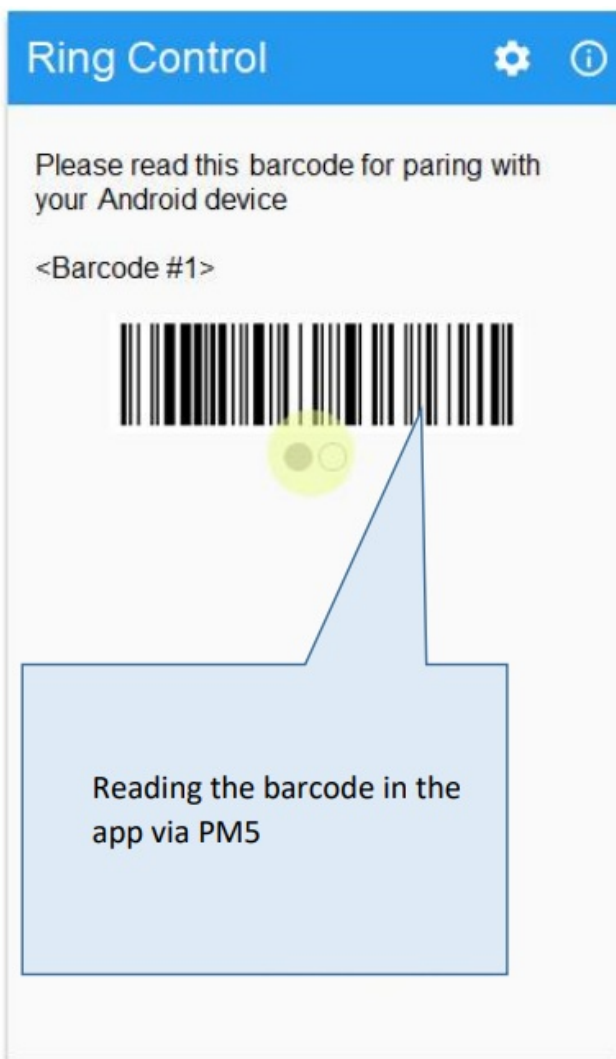 Ring Control
Please read this barcode for paring with
your Android device
<Barcode #1>
Reading the barcode in the
app via PM5